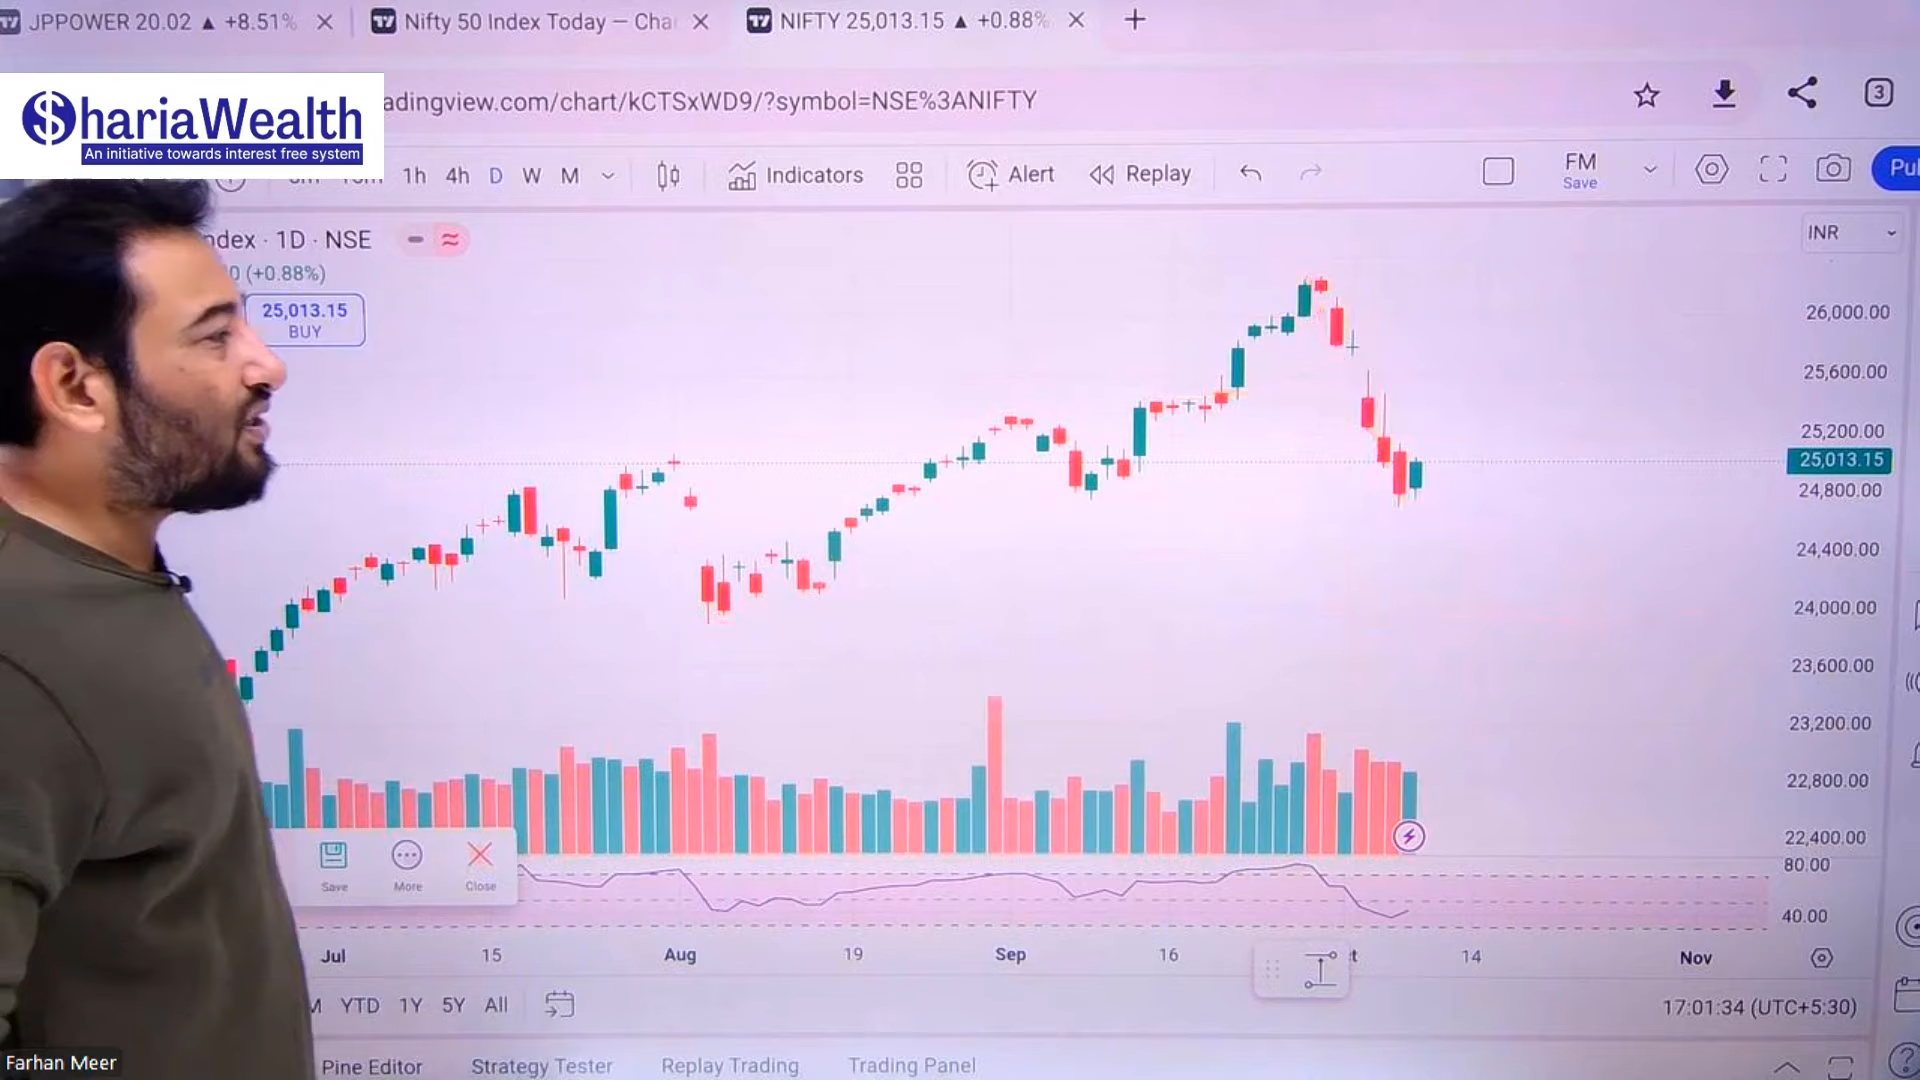 JPPOWER 20.02 ▲ +8.51%
Nifty 50 Index Today — Cha
NIFTY 25,013.15 ▲ +0.88%
$hariaWealth
An initiative towards interest free system
adingview.com/chart/kCTSxWD9/?symbol=NSE%3ANIFTY
3
1h 4h D W M
Indicators
Alert
Replay
FM
Save
Pu
ndex · 1D · NSE
0 (+0.88%)
25,013.15
BUY
INR
26,000.00
25,600.00
25,200.00
25,013.15
24,800.00
24,400.00
24,000.00
23,600.00
23,200.00
22,800.00
22,400.00
80.00
40.00
Save
More
Close
Jul 15 Aug 19 Sep 16 t 14 Nov
YTD 1Y 5Y All
17:01:34 (UTC+5:30)
Farhan Meer
Pine Editor
Strategy Tester
Replay Trading
Trading Panel